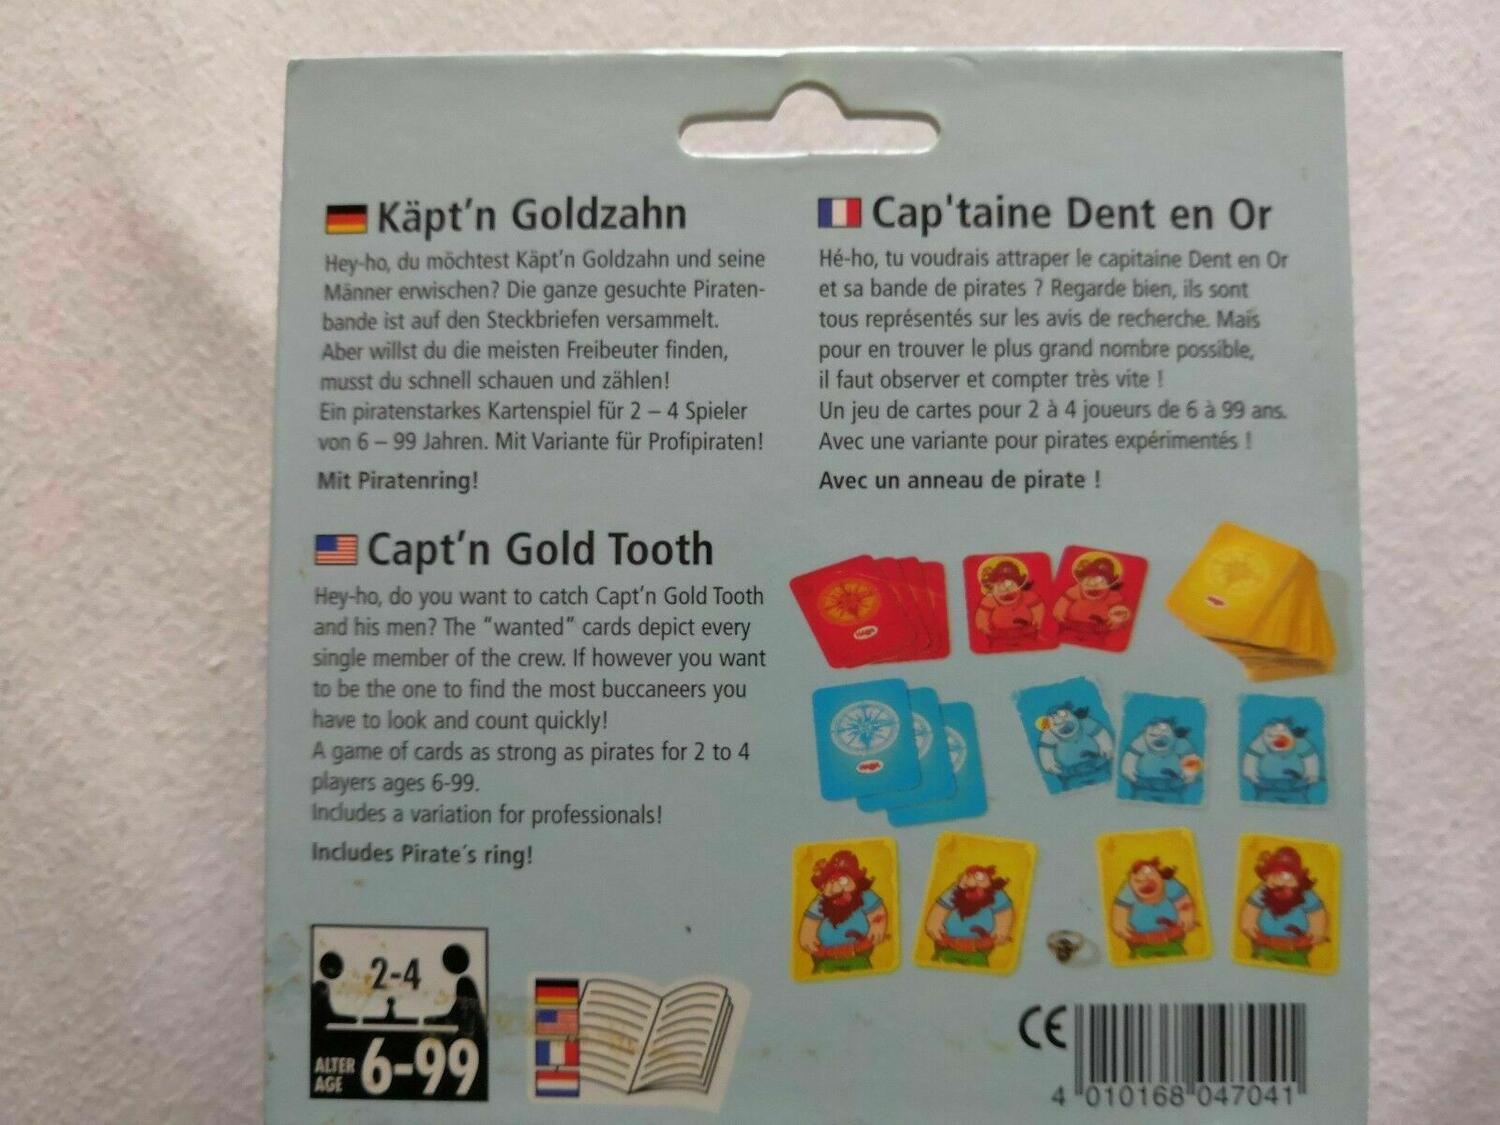 Käpt'n Goldzahn
Hey-ho, du möchtest Käpt'n Goldzahn und seine
Männer erwischen? Die ganze gesuchte Piraten-
bande ist auf den Steckbriefen versammelt.
Aber willst du die meisten Freibeuter finden,
musst du schnell schauen und zählen!
Ein piratenstarkes Kartenspiel für 2 – 4 Spieler
von 6 – 99 Jahren. Mit Variante für Profipiraten!
Mit Piratenring!
Cap'taine Dent en Or
Hé-ho, tu voudrais attraper le capitaine Dent en Or
et sa bande de pirates ? Regarde bien, ils sont
tous représentés sur les avis de recherche. Mais
pour en trouver le plus grand nombre possible,
il faut observer et compter très vite !
Un jeu de cartes pour 2 à 4 joueurs de 6 à 99 ans.
Avec une variante pour pirates expérimentés !
Avec un anneau de pirate !
Capt'n Gold Tooth
Hey-ho, do you want to catch Capt'n Gold Tooth
and his men? The "wanted" cards depict every
single member of the crew. If however you want
to be the one to find the most buccaneers you
have to look and count quickly!
A game of cards as strong as pirates for 2 to 4
players ages 6-99.
Includes a variation for professionals!
Includes Pirate´s ring!
2-4
ALTER
AGE
6-99
CE
4 010168 047041